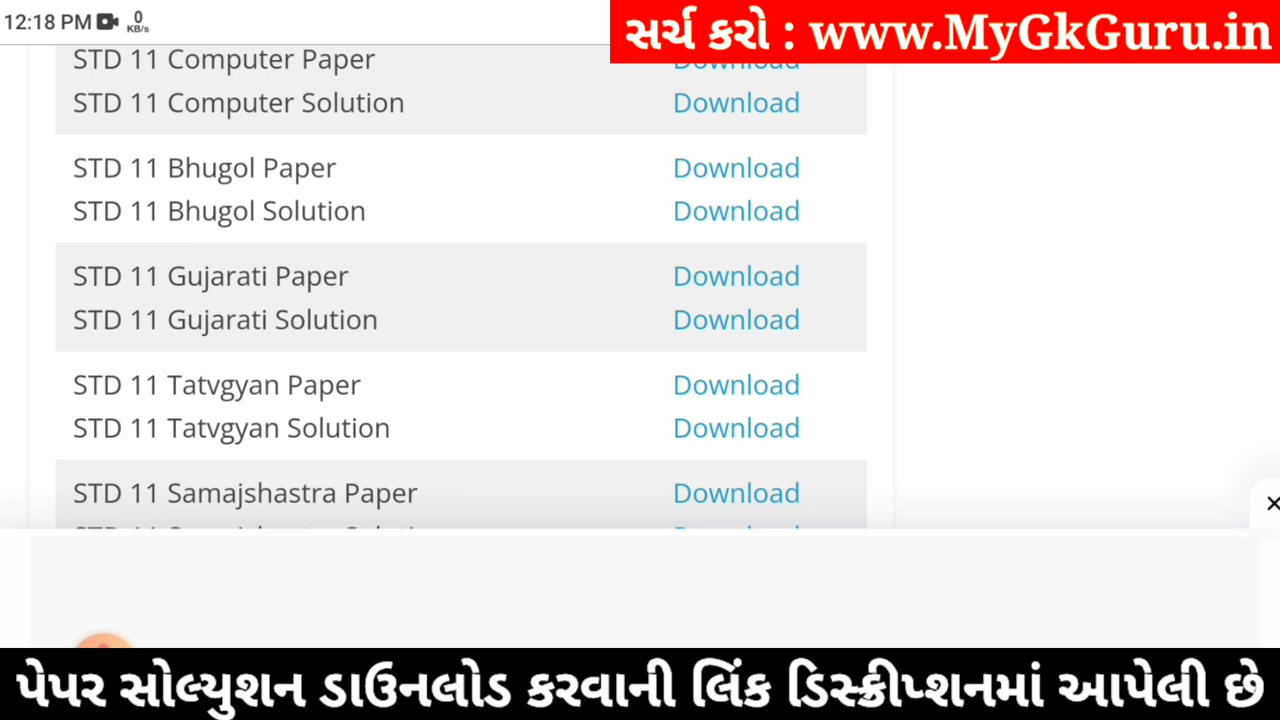 12:18 PM 0 KB/s
સર્ચ કરો : www.MyGkGuru.in
STD 11 Computer Paper Download
STD 11 Computer Solution Download
STD 11 Bhugol Paper Download
STD 11 Bhugol Solution Download
STD 11 Gujarati Paper Download
STD 11 Gujarati Solution Download
STD 11 Tatvgyan Paper Download
STD 11 Tatvgyan Solution Download
STD 11 Samajshastra Paper Download
પેપર સોલ્યુશન ડાઉનલોડ કરવાની લિંક ડિસ્ક્રીપ્શનમાં આપેલી છે